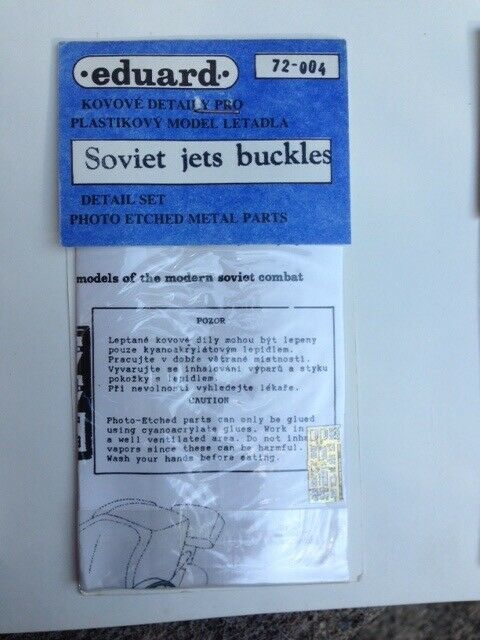 ·eduard·
72-004
KOVOVÉ DETAILY PRO
PLASTIKOVÝ MODEL LETADLA
Soviet jets buckles
DETAIL SET
PHOTO ETCHED METAL PARTS
models of the modern soviet combat
POZOR
Leptané kovové díly mohou být lepeny
pouze kyanoakrylátovým lepidlem.
Pracujte v dobře větrané místnosti.
Vyvarujte se inhalování výparů a styku
pokožky s lepidlem.
Při nevolnosti vyhledejte lékaře.
CAUTION
Photo-Etched parts can only be glued
using cyanoacrylate glues. Work in
a well ventilated area. Do not inha
vapors since these can be harmful.
Wash your hands before eating.